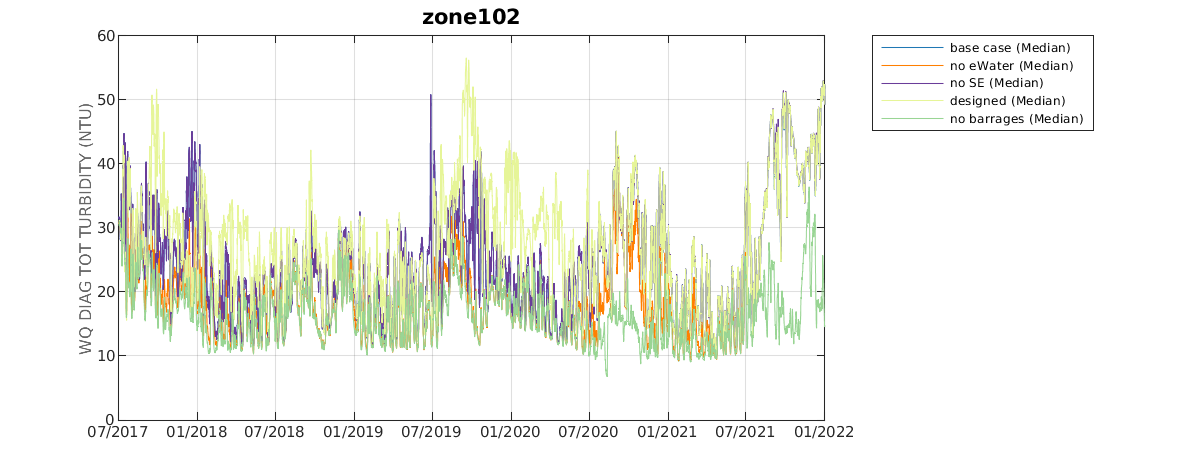 zone102
WQ DIAG TOT TURBIDITY (NTU)
60
50
40
30
20
10
0
07/2017 01/2018 07/2018 01/2019 07/2019 01/2020 07/2020 01/2021 07/2021 01/2022
base case (Median)
no eWater (Median)
no SE (Median)
designed (Median)
no barrages (Median)